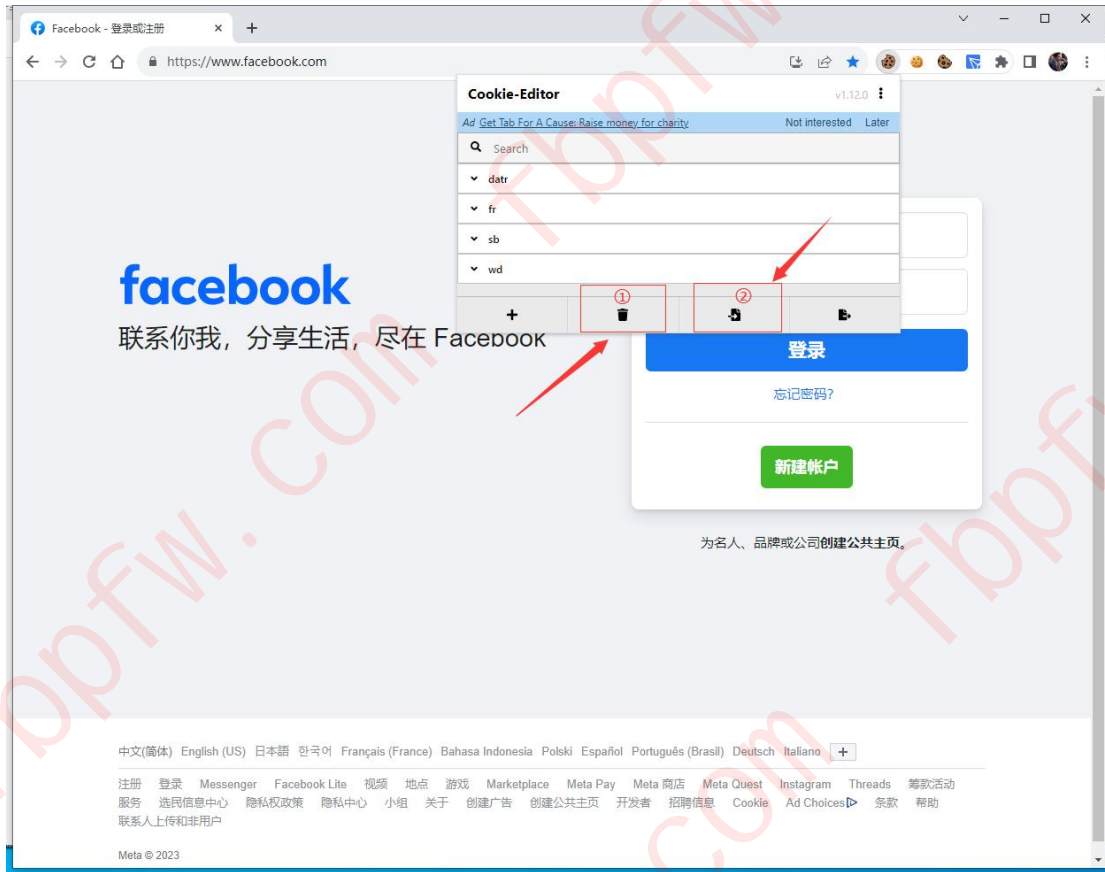 Facebook - 登录或注册
https://www.facebook.com
Cookie-Editor v1.12.0
Ad Get Tab For A Cause: Raise money for charity Not interested Later
Search
datr
fr
sb
wd
① ②
facebook
联系你我，分享生活，尽在 Facebook
登录
忘记密码?
新建帐户
为名人、品牌或公司创建公共主页。
中文(简体) English (US) 日本語 한국어 Français (France) Bahasa Indonesia Polski Español Português (Brasil) Deutsch Italiano
注册 登录 Messenger Facebook Lite 视频 地点 游戏 Marketplace Meta Pay Meta 商店 Meta Quest Instagram Threads 筹款活动
服务 选民信息中心 隐私权政策 隐私中心 小组 关于 创建广告 创建公共主页 开发者 招聘信息 Cookie Ad Choices 条款 帮助
联系人上传和非用户
Meta © 2023
fbpfw.com